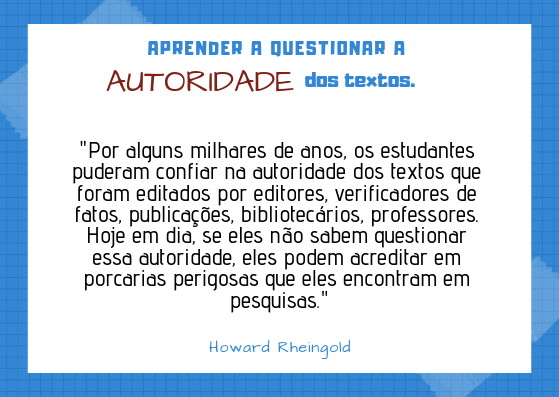 APRENDER A QUESTIONAR A
AUTORIDADE dos textos.
"Por alguns milhares de anos, os estudantes
puderam confiar na autoridade dos textos que
foram editados por editores, verificadores de
fatos, publicações, bibliotecários, professores.
Hoje em dia, se eles não sabem questionar
essa autoridade, eles podem acreditar em
porcarias perigosas que eles encontram em
pesquisas."
Howard Rheingold